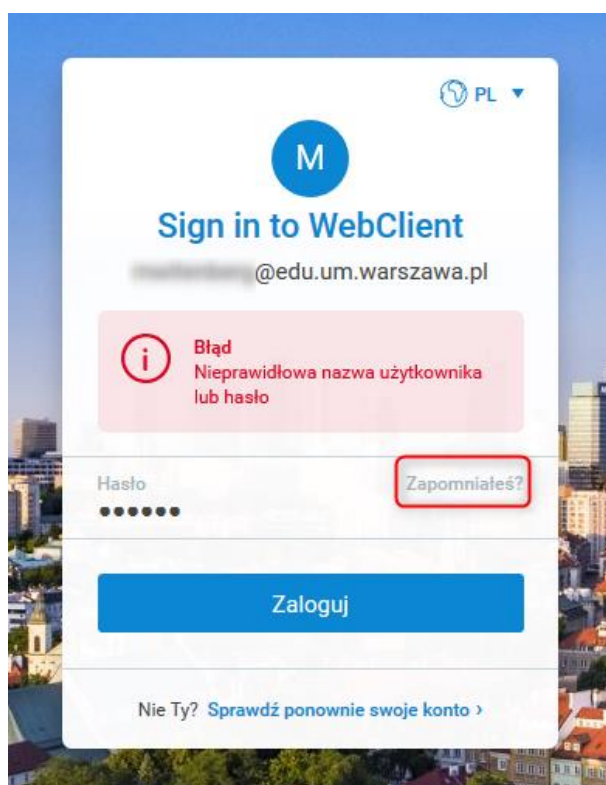 PL
M
Sign in to WebClient
@edu.um.warszawa.pl
Błąd
Nieprawidłowa nazwa użytkownika
lub hasło
Hasło
Zapomniałeś?
Zaloguj
Nie Ty? Sprawdź ponownie swoje konto ›